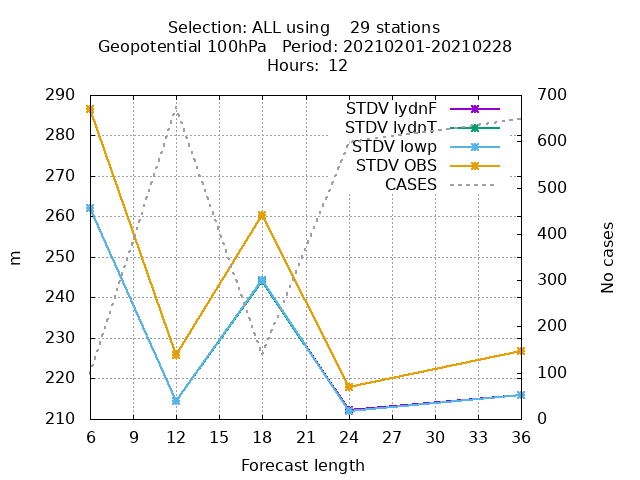 Selection: ALL using    29 stations
Geopotential 100hPa   Period: 20210201-20210228
Hours:  12
290
280
270
260
250
240
230
220
210
m
700
600
500
400
300
200
100
0
No cases
STDV lydnF
STDV lydnT
STDV lowp
STDV OBS
CASES
6 9 12 15 18 21 24 27 30 33 36
Forecast length